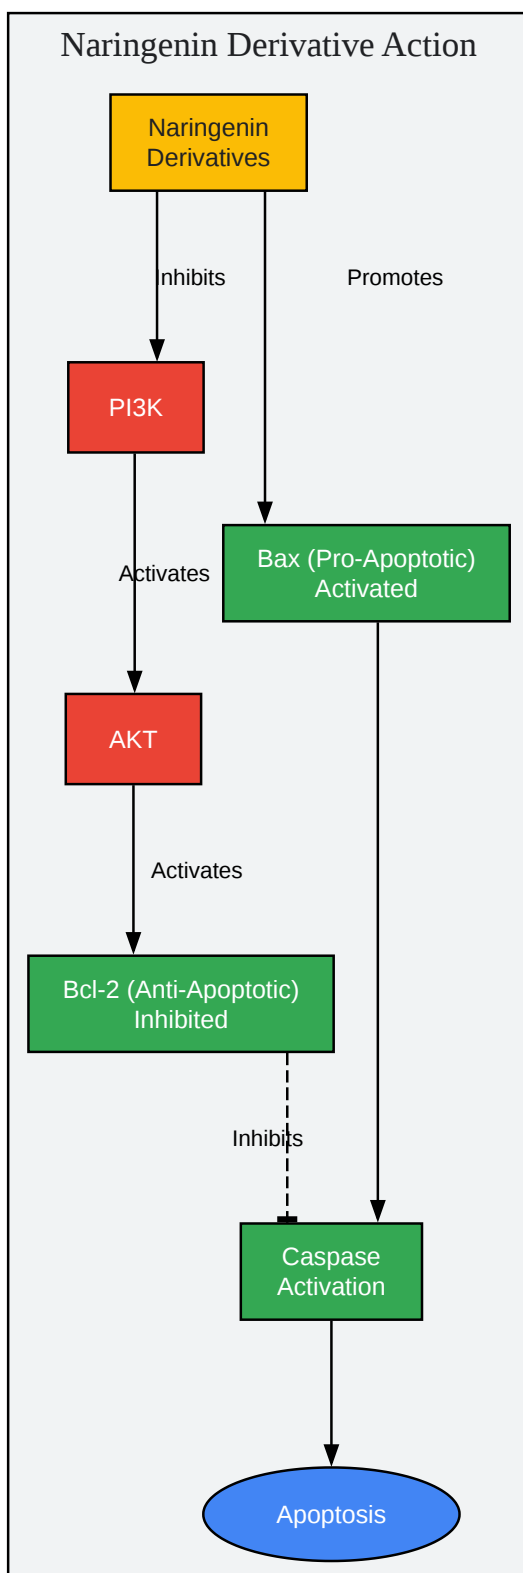 Naringenin Derivative Action
Naringenin
Derivatives
Inhibits
Promotes
PI3K
Bax (Pro-Apoptotic)
Activated
Activates
AKT
Activates
Bcl-2 (Anti-Apoptotic)
Inhibited
Inhibits
Caspase
Activation
Apoptosis